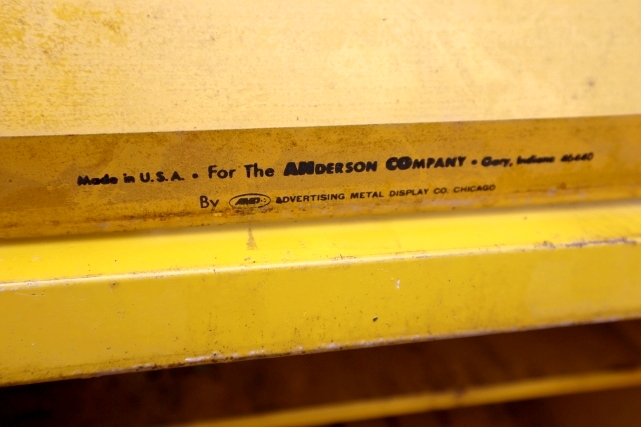 Made in U.S.A. • For The ANDERSON COMPANY • Gary, Indiana 46440
By AMD ADVERTISING METAL DISPLAY CO. CHICAGO